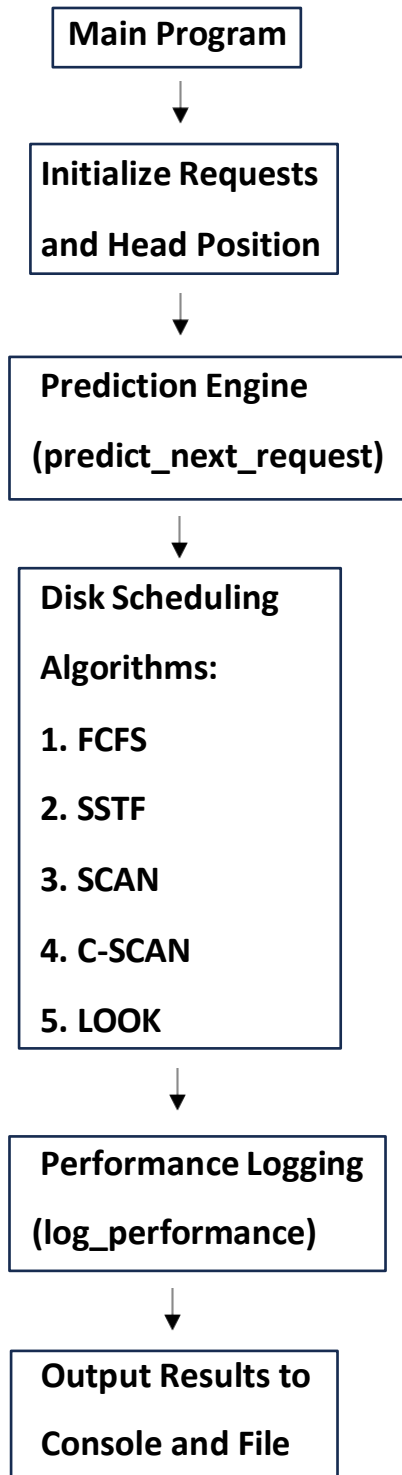 Main Program
Initialize Requests
and Head Position
Prediction Engine
(predict_next_request)
Disk Scheduling
Algorithms:
1. FCFS
2. SSTF
3. SCAN
4. C-SCAN
5. LOOK
Performance Logging
(log_performance)
Output Results to
Console and File